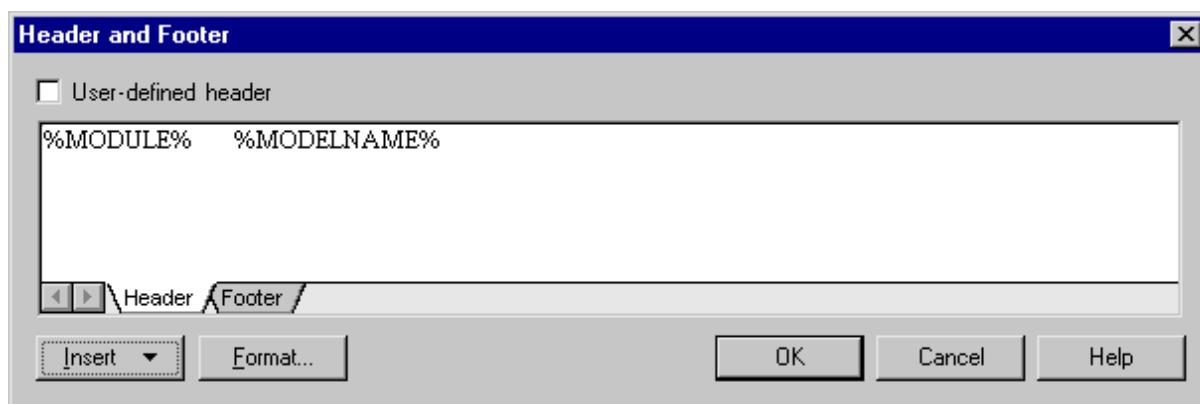 Header and Footer
User-defined header
%MODULE% %MODELNAME%
Header Footer
Insert Format... OK Cancel Help